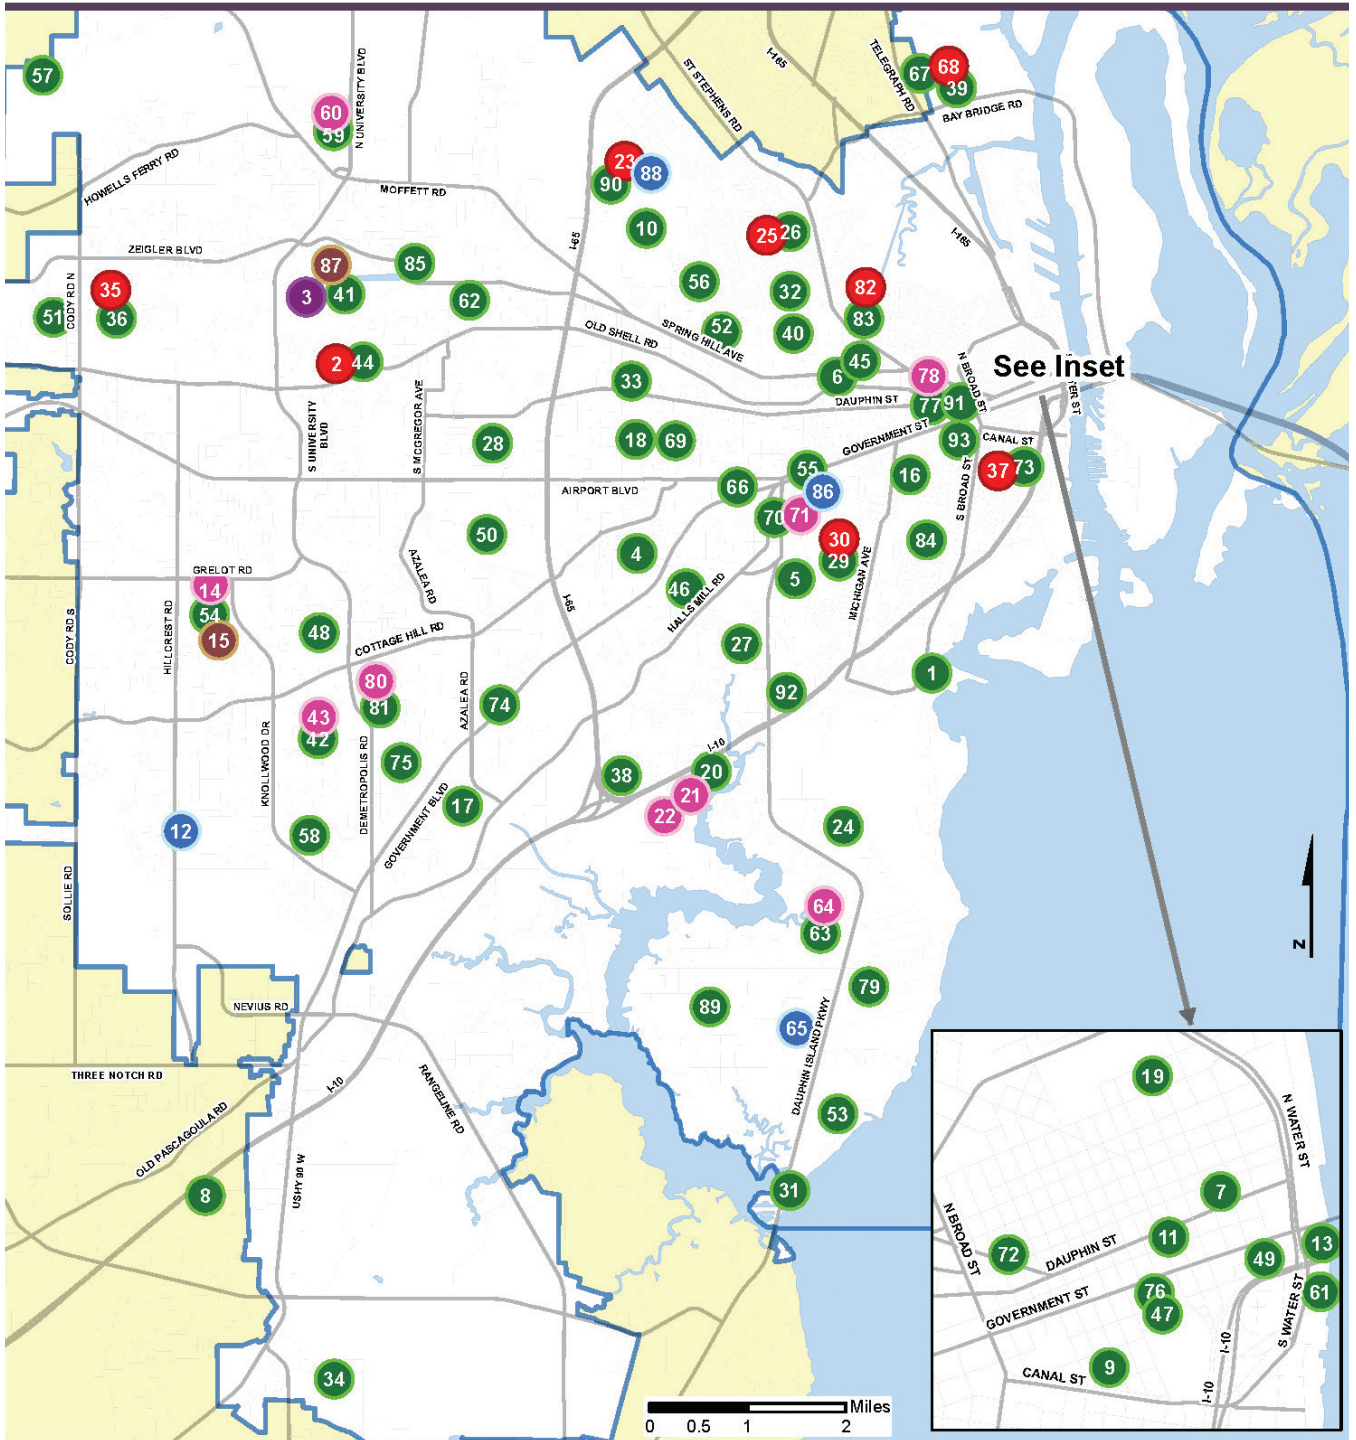 57
60
59
N UNIVERSITY BLVD
HOWELLS FERRY RD
MOFFETT RD
ST STEPHENS RD
I-165
TELEGRAPH RD
67
68
39
BAY BRIDGE RD
23
88
90
10
25
26
I-65
I-165
ZEIGLER BLVD
87
85
3
41
62
56
32
82
83
35
51
36
CODY RD N
52
40
OLD SHELL RD
SPRING HILL AVE
2
44
45
6
78
N BROAD ST
See Inset
33
DAUPHIN ST
77
91
S UNIVERSITY
BLVD
S MCGREGOR AVE
28
18
69
GOVERNMENT ST
93
CANAL ST
55
16
37
73
AIRPORT BLVD
66
86
S BROAD ST
70
71
50
4
30
29
84
AZALEA RD
GRELOT RD
14
I-65
46
5
MICHIGAN AVE
54
15
48
COTTAGE HILL RD
HALLS MILL RD
HILLCREST RD
CODY RD S
27
1
80
81
43
42
AZALEA RD
74
92
KNOLLWOOD DR
DEMETROPOLIS RD
75
I-10
38
20
21
22
17
GOVERNMENT BLVD
12
58
24
SOLLIE RD
64
63
79
89
65
DAUPHIN ISLAND PKWY
NEVIUS RD
THREE NOTCH RD
I-10
RANGELINE RD
53
OLD PASCAGOULA RD
USHY 90 W
8
31
34
Z
19
N WATER ST
7
N BROAD ST
11
72
DAUPHIN ST
49
13
76
47
61
GOVERNMENT ST
S WATER ST
I-10
9
CANAL ST
I-10
Miles
0 0.5 1 2